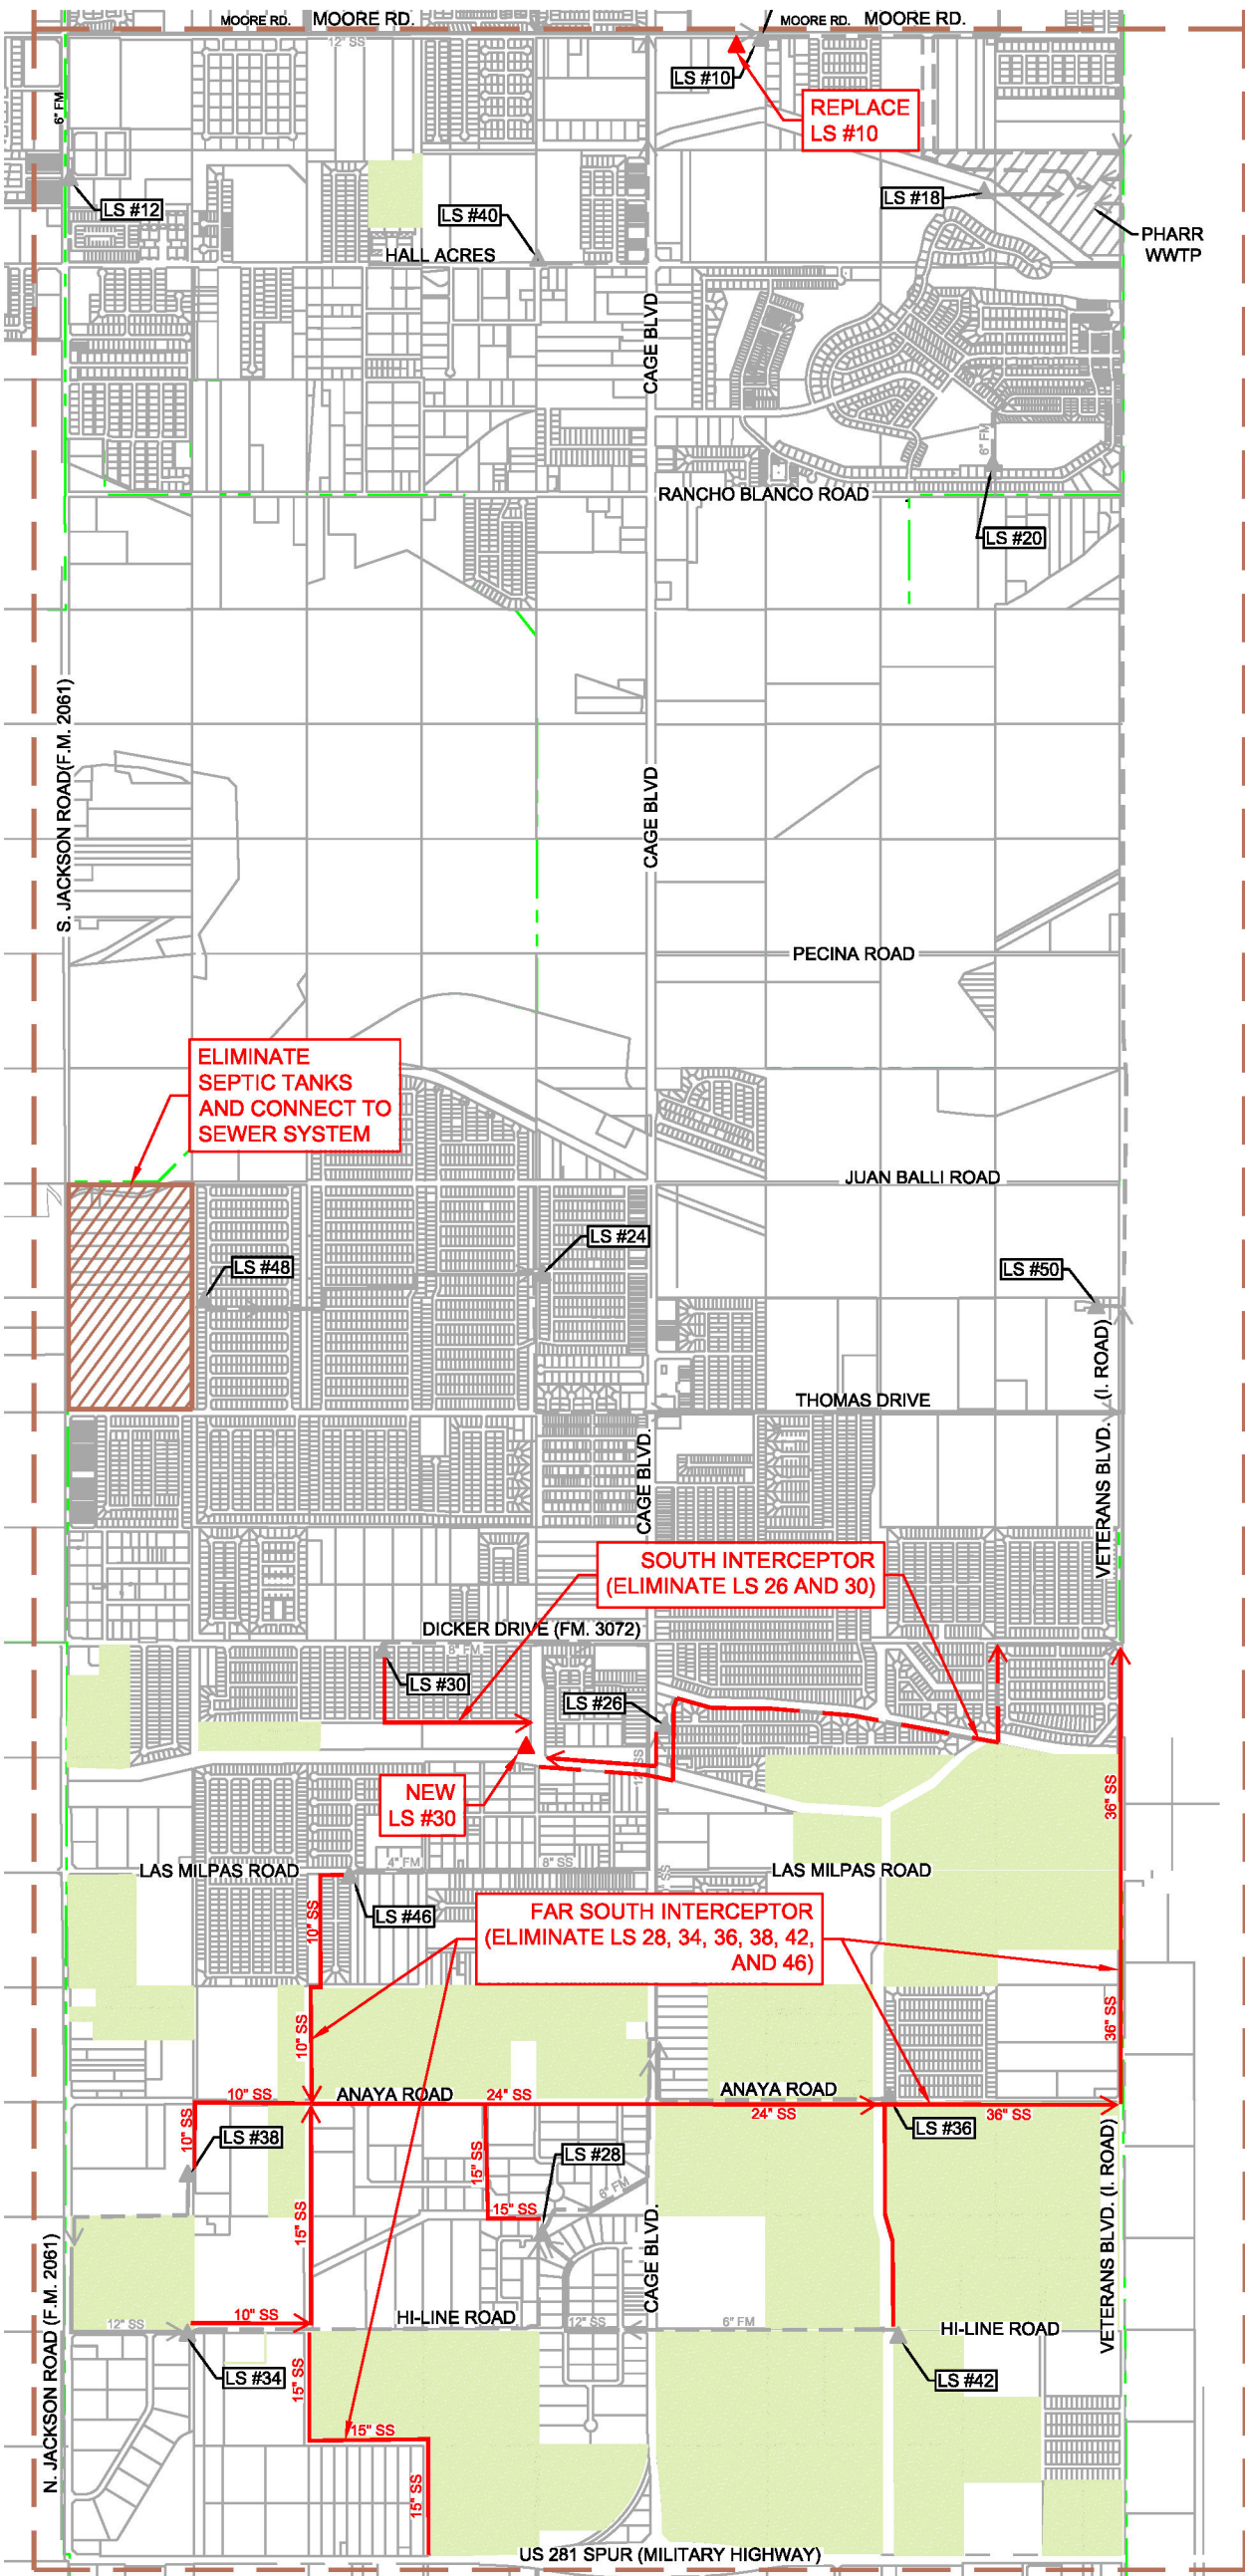 MOORE RD.
MOORE RD.
MOORE RD.
MOORE RD.
12" SS
LS #10
REPLACE
LS #10
6" FM
LS #12
LS #40
LS #18
HALL ACRES
PHARR
WWTP
CAGE BLVD
6" FM
RANCHO BLANCO ROAD
LS #20
S. JACKSON ROAD(F.M. 2061)
CAGE BLVD
PECINA ROAD
ELIMINATE
SEPTIC TANKS
AND CONNECT TO
SEWER SYSTEM
JUAN BALLI ROAD
LS #24
LS #48
LS #50
THOMAS DRIVE
CAGE BLVD.
VETERANS BLVD. (I. ROAD)
SOUTH INTERCEPTOR
(ELIMINATE LS 26 AND 30)
DICKER DRIVE (FM. 3072)
8" FM
LS #30
LS #26
12" SS
NEW
LS #30
36" SS
LAS MILPAS ROAD
4" FM
8" SS
LAS MILPAS ROAD
10" SS
LS #46
FAR SOUTH INTERCEPTOR
(ELIMINATE LS 28, 34, 36, 38, 42,
AND 46)
10" SS
36" SS
10" SS
ANAYA ROAD
24" SS
ANAYA ROAD
24" SS
36" SS
LS #36
10" SS
LS #38
15" SS
LS #28
6" FM
15" SS
15" SS
CAGE BLVD.
VETERANS BLVD. (I. ROAD)
N. JACKSON ROAD (F.M. 2061)
10" SS
12" SS
HI-LINE ROAD
12" SS
6" FM
HI-LINE ROAD
LS #34
15" SS
LS #42
15" SS
15" SS
US 281 SPUR (MILITARY HIGHWAY)